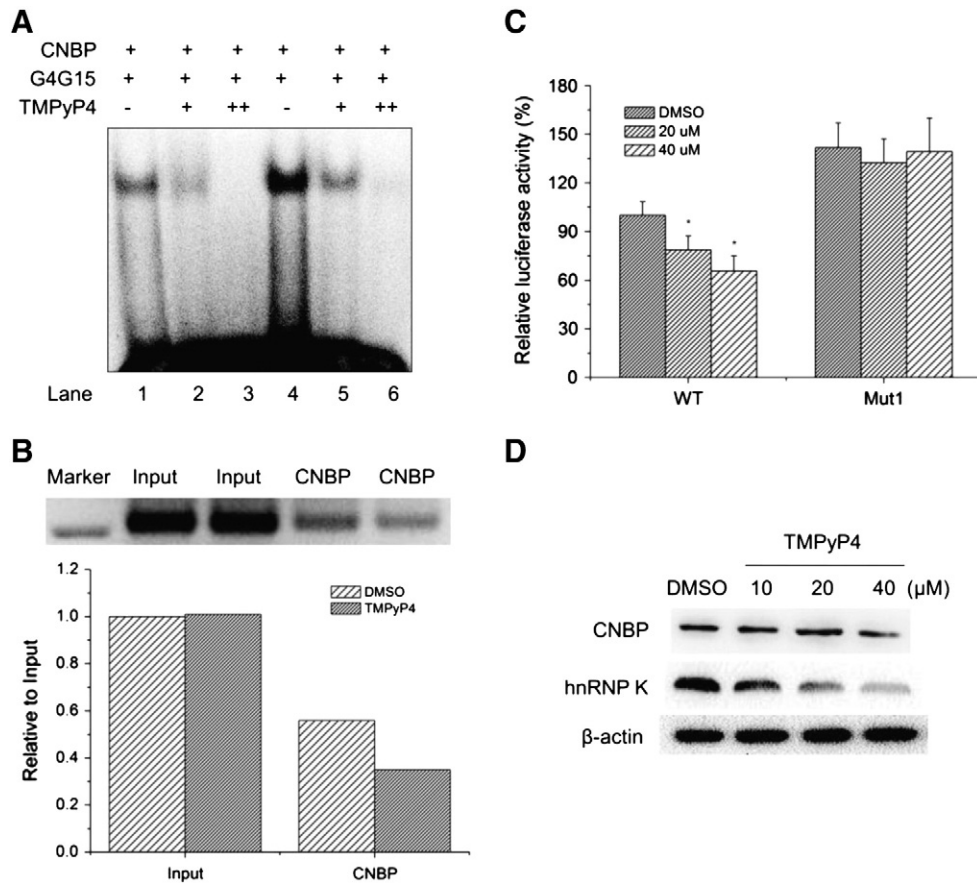 A
CNBP + + + + + +
G4G15 + + + + + +
TMPyP4 - + ++ - + ++
Lane 1 2 3 4 5 6
B
Marker Input Input CNBP CNBP
1.2
1.0
0.8
0.6
0.4
0.2
0.0
Relative to Input
DMSO
TMPyP4
Input CNBP
C
180
150
120
90
60
30
0
Relative luciferase activity (%)
DMSO
20 uM
40 uM
* *
WT Mut1
D
TMPyP4
DMSO 10 20 40 (μM)
CNBP
hnRNP K
β-actin